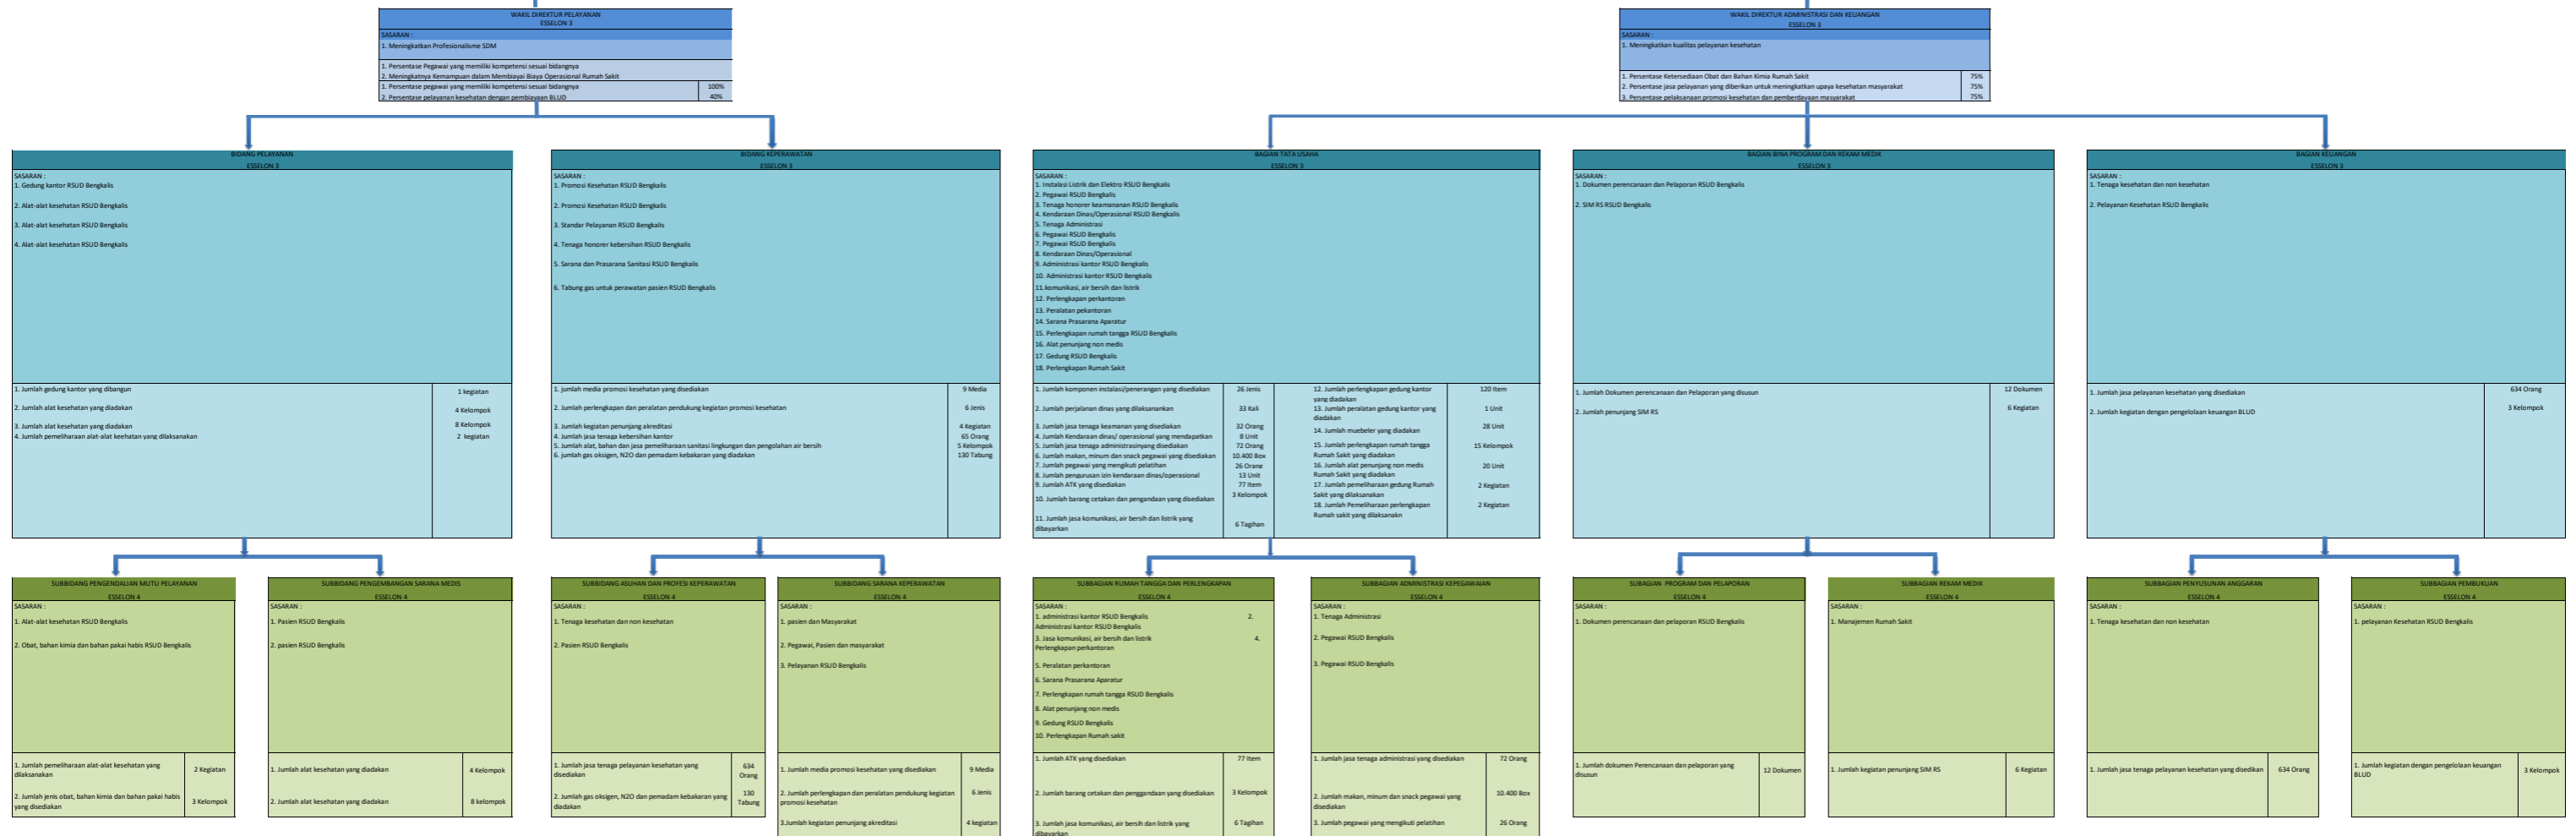 WAKIL DIREKTUR PELAYANAN
ESSELON 3
SASARAN :
1. Meningkatkan Profesionalisme SDM
1. Persentase Pegawai yang memiliki kompetensi sesuai bidangnya
2. Meningkatnya Kemampuan dalam Membiayai Biaya Operasional Rumah Sakit
1. Persentase pegawai yang memiliki kompetensi sesuai bidangnya 100%
2. Persentase pelayanan kesehatan dengan pembiayaan BLUD 40%
WAKIL DIREKTUR ADMINISTRASI DAN KEUANGAN
ESSELON 3
SASARAN :
1. Meningkatkan kualitas pelayanan kesehatan
1. Persentase Ketersediaan Obat dan Bahan Kimia Rumah Sakit 75%
2. Persentase jasa pelayanan yang diberikan untuk meningkatkan upaya kesehatan masyarakat 75%
3. Persentase pelaksanaan promosi kesehatan dan pemberdayaan masyarakat 75%
BIDANG PELAYANAN
ESSELON 3
SASARAN :
1. Gedung kantor RSUD Bengkalis
2. Alat-alat kesehatan RSUD Bengkalis
3. Alat-alat kesehatan RSUD Bengkalis
4. Alat-alat kesehatan RSUD Bengkalis
1. Jumlah gedung kantor yang dibangun 1 kegiatan
2. Jumlah alat kesehatan yang diadakan 4 Kelompok
3. Jumlah alat kesehatan yang diadakan 8 Kelompok
4. Jumlah pemeliharaan alat-alat keehatan yang dilaksanakan 2 kegiatan
BIDANG KEPERAWATAN
ESSELON 3
SASARAN :
1. Promosi Kesehatan RSUD Bengkalis
2. Promosi Kesehatan RSUD Bengkalis
3. Standar Pelayanan RSUD Bengkalis
4. Tenaga honorer kebersihan RSUD Bengkalis
5. Sarana dan Prasarana Sanitasi RSUD Bengkalis
6. Tabung gas untuk perawatan pasien RSUD Bengkalis
1. jumlah media promosi kesehatan yang disediakan 9 Media
2. Jumlah perlengkapan dan peralatan pendukung kegiatan promosi kesehatan 6 Jenis
3. Jumlah kegiatan penunjang akreditasi 4 Kegiatan
4. Jumlah jasa tenaga kebersihan kantor 65 Orang
5. Jumlah alat, bahan dan jasa pemeliharaan sanitasi lingkungan dan pengolahan air bersih 5 Kelompok
6. jumlah gas oksigen, N2O dan pemadam kebakaran yang diadakan 130 Tabung
BAGIAN TATA USAHA
ESSELON 3
SASARAN :
1. Instalasi Listrik dan Elektro RSUD Bengkalis
2. Pegawai RSUD Bengkalis
3. Tenaga honorer keamananan RSUD Bengkalis
4. Kendaraan Dinas/Operasional RSUD Bengkalis
5. Tenaga Administrasi
6. Pegawai RSUD Bengkalis
7. Pegawai RSUD Bengkalis
8. Kendaraan Dinas/Operasional
9. Administrasi kantor RSUD Bengkalis
10. Administrasi kantor RSUD Bengkalis
11.komunikasi, air bersih dan listrik
12. Perlengkapan perkantoran
13. Peralatan pekantoran
14. Sarana Prasarana Aparatur
15. Perlengkapan rumah tangga RSUD Bengkalis
16. Alat penunjang non medis
17. Gedung RSUD Bengkalis
18. Perlengkapan Rumah Sakit
1. Jumlah komponen instalasi/penerangan yang disediakan 26 Jenis
2. Jumlah perjalanan dinas yang dilaksanankan 33 Kali
3. Jumlah jasa tenaga keamanan yang disediakan 32 Orang
4. Jumlah Kendaraan dinas/ operasional yang mendapatkan 8 Unit
5. Jumlah jasa tenaga administrasinyang disediakan 72 Orang
6. Jumlah makan, minum dan snack pegawai yang disediakan 10.400 Box
7. Jumlah pegawai yang mengikuti pelatihan 26 Orang
8. Jumlah pengurusan izin kendaraan dinas/operasional 13 Unit
9. Jumlah ATK yang disediakan 77 Item
10. Jumlah barang cetakan dan pengandaan yang disediakan 3 Kelompok
11. Jumlah jasa komunikasi, air bersih dan listrik yang
dibayarkan 6 Tagihan
12. Jumlah perlengkapan gedung kantor 120 Item
yang diadakan
13. Jumlah peralatan gedung kantor yang 1 Unit
diadakan
14. Jumlah muebeler yang diadakan 28 Unit
15. Jumlah perlengkapan rumah tangga 15 Kelompok
Rumah Sakit yang diadakan
16. Jumlah alat penunjang non medis 20 Unit
Rumah Sakit yang diadakan
17. Jumlah pemeliharaan gedung Rumah 2 Kegiatan
Sakit yang dilaksanakan
18. Jumlah Pemeliharaan perlengkapan 2 Kegiatan
Rumah sakit yang dilaksanakn
BAGIAN BINA PROGRAM DAN REKAM MEDIK
ESSELON 3
SASARAN :
1. Dokumen perencanaan dan Pelaporan RSUD Bengkalis
2. SIM RS RSUD Bengkalis
1. Jumlah Dokumen perencanaan dan Pelaporan yang disusun 12 Dokumen
2. Jumlah penunjang SIM RS 6 Kegiatan
BAGIAN KEUANGAN
ESSELON 3
SASARAN :
1. Tenaga kesehatan dan non kesehatan
2. Pelayanan Kesehatan RSUD Bengkalis
1. Jumlah jasa pelayanan kesehatan yang disediakan 634 Orang
2. Jumlah kegiatan dengan pengelolaan keuangan BLUD 3 Kelompok
SUBBIDANG PENGENDALIAN MUTU PELAYANAN
ESSELON 4
SASARAN :
1. Alat-alat kesehatan RSUD Bengkalis
2. Obat, bahan kimia dan bahan pakai habis RSUD Bengkalis
1. Jumlah pemeliharaan alat-alat kesehatan yang
dilaksanakan 2 Kegiatan
2. Jumlah jenis obat, bahan kimia dan bahan pakai habis
yang disediakan 3 Kelompok
SUBBIDANG PENGEMBANGAN SARANA MEDIS
ESSELON 4
SASARAN :
1. Pasien RSUD Bengkalis
2. pasien RSUD Bengkalis
1. Jumlah alat kesehatan yang diadakan 4 Kelompok
2. Jumlah alat kesehatan yang diadakan 8 kelompok
SUBBIDANG ASUHAN DAN PROFESI KEPERAWATAN
ESSELON 4
SASARAN :
1. Tenaga kesehatan dan non kesehatan
2. Pasien RSUD Bengkalis
1. Jumlah jasa tenaga pelayanan kesehatan yang 634
disediakan Orang
2. Jumlah gas oksigen, N2O dan pemadam kebakaran yang 130
diadakan Tabung
SUBBIDANG SARANA KEPERAWATAN
ESSELON 4
SASARAN :
1. pasien dan Masyarakat
2. Pegawai, Pasien dan masyarakat
3. Pelayanan RSUD Bengkalis
1. Jumlah media promosi kesehatan yang disediakan 9 Media
2. Jumlah perlengkapan dan peralatan pendukung kegiatan 6 Jenis
promosi kesehatan
3.Jumlah kegiatan penunjang akreditasi 4 kegiatan
SUBBAGIAN RUMAH TANGGA DAN PERLENGKAPAN
ESSELON 4
SASARAN :
1. administrasi kantor RSUD Bengkalis 2.
Administrasi kantor RSUD Bengkalis
3. Jasa komunikasi, air bersih dan listrik 4.
Perlengkapan perkantoran
5. Peralatan perkantoran
6. Sarana Prasarana Aparatur
7. Perlengkapan rumah tangga RSUD Bengkalis
8. Alat penunjang non medis
9. Gedung RSUD Bengkalis
10. Perlengkapan Rumah sakit
1. Jumlah ATK yang disediakan 77 Item
2. Jumlah barang cetakan dan penggandaan yang disediakan 3 Kelompok
3. Jumlah jasa komunikasi, air bersih dan listrik yang 6 Tagihan
dibayarkan
SUBBAGIAN ADMINISTRASI KEPEGAWAIAN
ESSELON 4
SASARAN :
1. Tenaga Administrasi
2. Pegawai RSUD Bengkalis
3. Pegawai RSUD Bengkalis
1. Jumlah jasa tenaga administrasi yang disediakan 72 Orang
2. Jumlah makan, minum dan snack pegawai yang 10.400 Box
disediakan
3. Jumlah pegawai yang mengikuti pelatihan 26 Orang
SUBAGIAN PROGRAM DAN PELAPORAN
ESSELON 4
SASARAN :
1. Dokumen perencanaan dan pelaporan RSUD Bengkalis
1. Jumlah dokumen Perencanaan dan pelaporan yang
disusun 12 Dokumen
SUBBAGIAN REKAM MEDIK
ESSELON 4
SASARAN :
1. Manajemen Rumah Sakit
1. Jumlah kegiatan penunjang SIM RS 6 Kegiatan
SUBBAGIAN PENYUSUNAN ANGGARAN
ESSELON 4
SASARAN :
1. Tenaga kesehatan dan non kesehatan
1. Jumlah jasa tenaga pelayanan kesehatan yang disedikan 634 Orang
SUBBAGIAN PEMBUKUAN
ESSELON 4
SASARAN :
1. pelayanan Kesehatan RSUD Bengkalis
1. Jumlah kegiatan dengan pengelolaan keuangan
BLUD 3 Kelompok